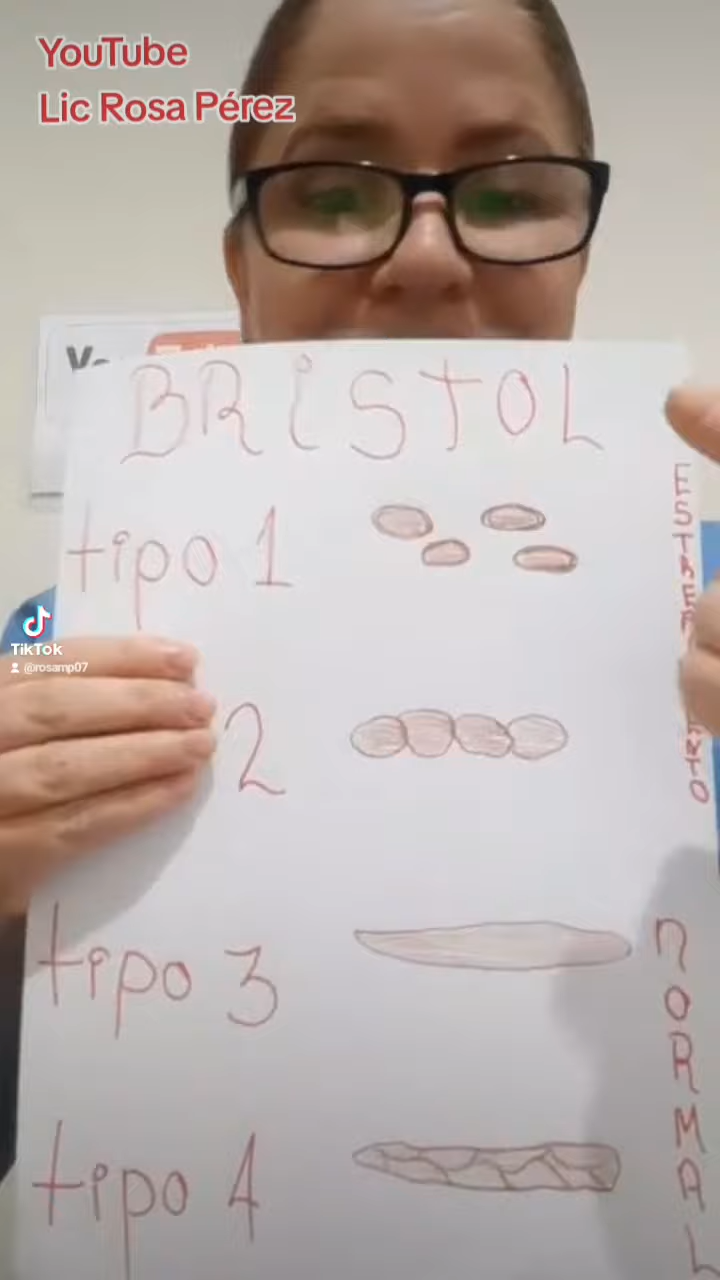 YouTube
Lic Rosa Pérez
BRiSTOL
tipo 1
TikTok
@rosamp07
2
tipo 3
NORMAL
tipo 4